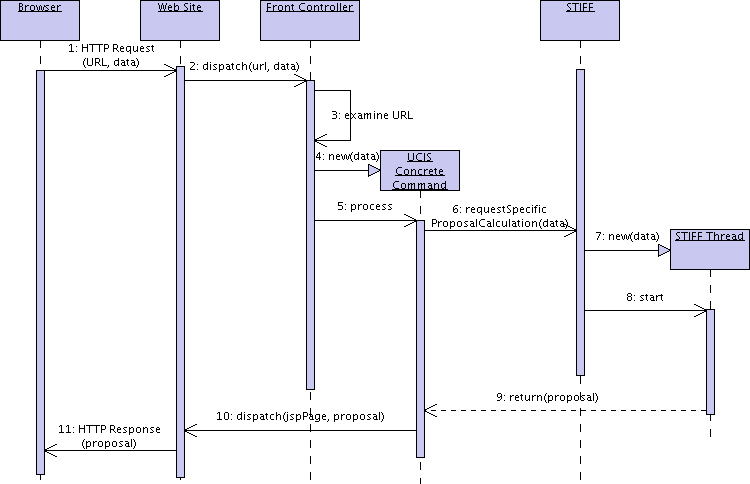 Browser
Web Site
Front Controller
STIFF
1: HTTP Request
(URL, data)
2: dispatch(url, data)
3: examine URL
4: new(data)
UCIS
Concrete
Command
5: process
6: requestSpecific
ProposalCalculation(data)
7: new(data)
STIFF Thread
8: start
9: return(proposal)
10: dispatch(jspPage, proposal)
11: HTTP Response
(proposal)